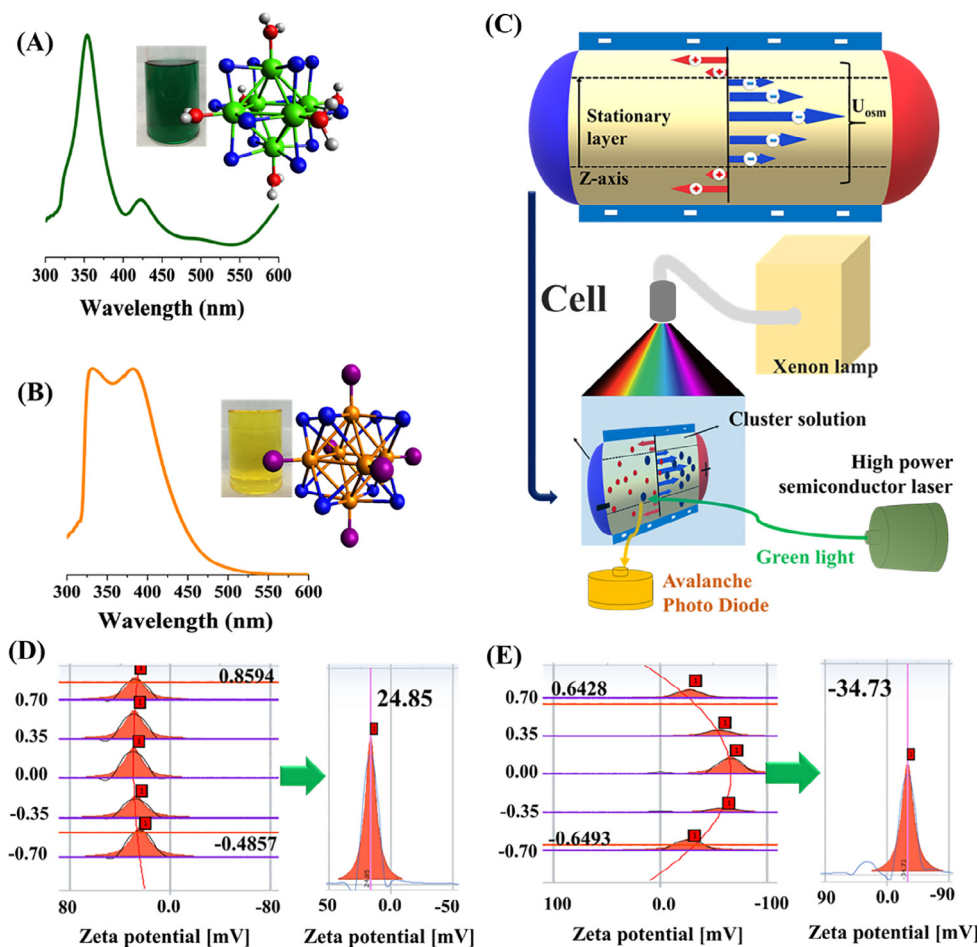 (A)
300 350 400 450 500 550 600
Wavelength (nm)
(B)
300 350 400 450 500 550 600
Wavelength (nm)
(C)
Stationary
layer
Z-axis
Uosm
Cell
Xenon lamp
Cluster solution
High power
semiconductor laser
Green light
Avalanche
Photo Diode
(D)
0.8594
0.70
0.35
0.00
-0.35
-0.4857
-0.70
80 0.0 -80
Zeta potential [mV]
24.85
24.85
50 0.0 -50
Zeta potential [mV]
(E)
0.6428
0.70
0.35
0.00
-0.35
-0.6493
-0.70
100 0.0 -100
Zeta potential [mV]
-34.73
-34.73
90 0.0 -90
Zeta potential [mV]